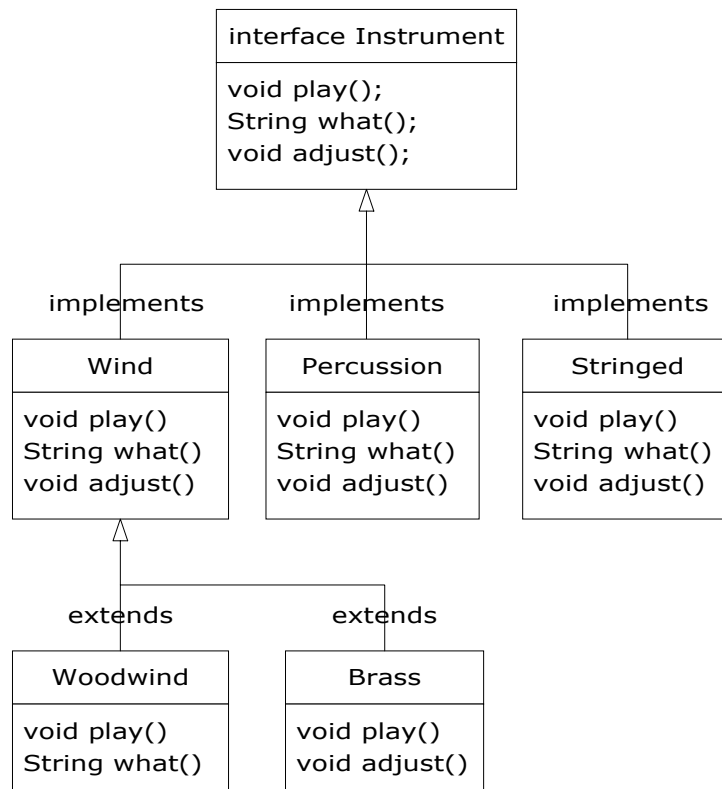 interface Instrument
void play();
String what();
void adjust();
implements
implements
implements
Wind
void play()
String what()
void adjust()
Percussion
void play()
String what()
void adjust()
Stringed
void play()
String what()
void adjust()
extends
extends
Woodwind
void play()
String what()
Brass
void play()
void adjust()